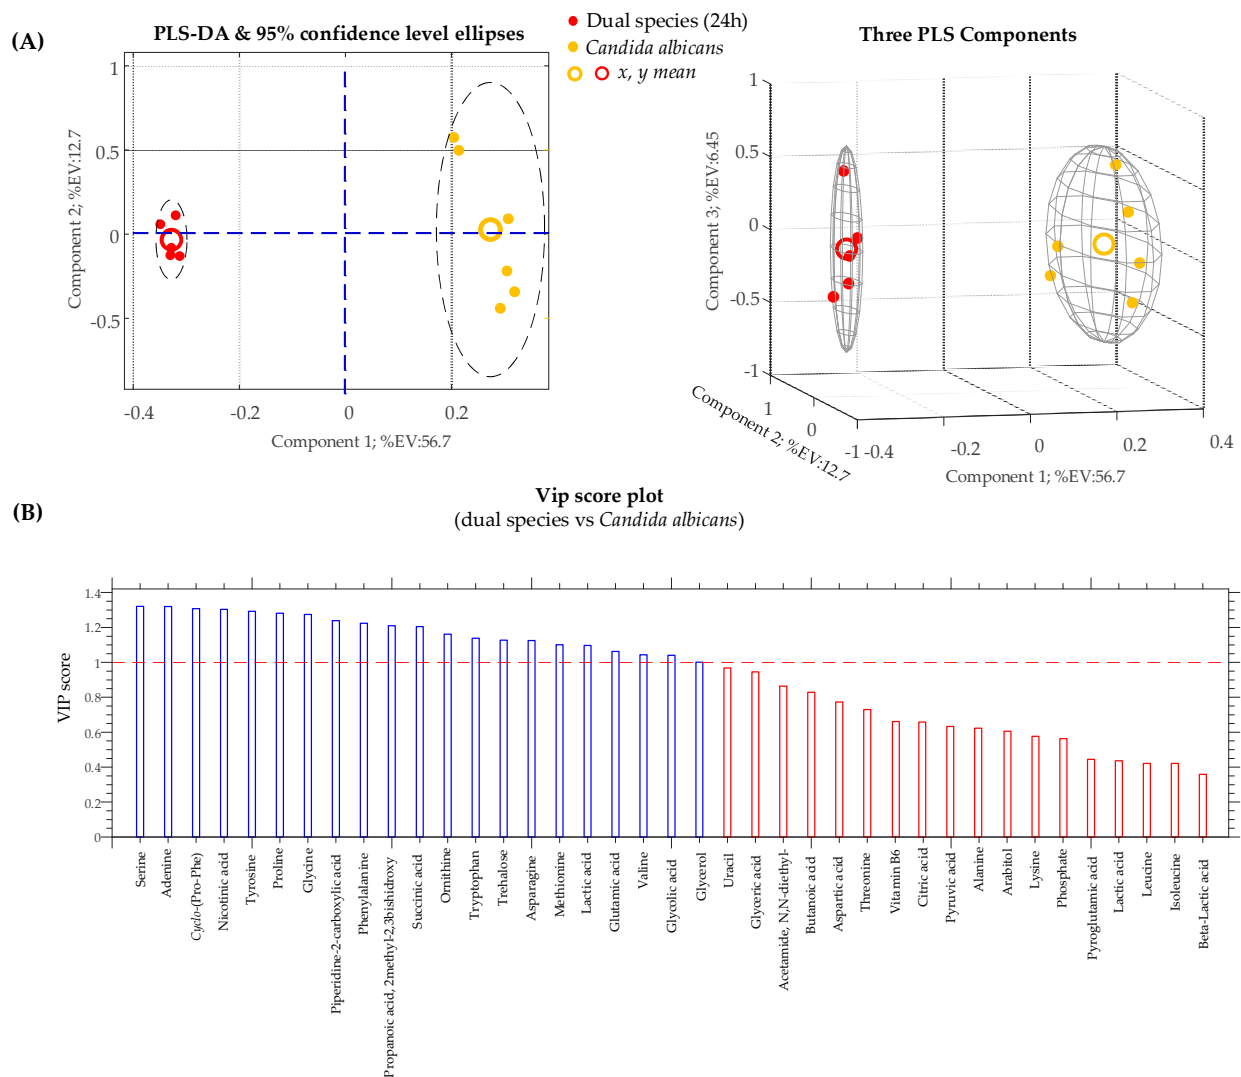 (A)
PLS-DA & 95% confidence level ellipses
Dual species (24h)
Candida albicans
x, y mean
Three PLS Components
1
0.5
0
-0.5
Component 2; %EV:12.7
-0.4
-0.2
0
0.2
Component 1; %EV:56.7
1
0.5
0
-0.5
-1
Component 3; %EV:6.45
1
0
-1
Component 2; %EV:12.7
-0.4
-0.2
0
0.2
0.4
Component 1; %EV:56.7
(B)
Vip score plot
(dual species vs Candida albicans)
1.4
1.2
1
0.8
0.6
0.4
0.2
0
VIP score
Serine
Adenine
Cyclo-(Pro-Phe)
Nicotinic acid
Tyrosine
Proline
Glycine
Piperidine-2-carboxylic acid
Phenylalanine
Propanoic acid, 2methyl-2,3bishidroxy
Succinic acid
Ornithine
Tryptophan
Trehalose
Asparagine
Methionine
Lactic acid
Glutamic acid
Valine
Glycolic acid
Glycerol
Uracil
Glyceric acid
Acetamide, N,N-diethyl-
Butanoic acid
Aspartic acid
Threonine
Vitamin B6
Citric acid
Pyruvic acid
Alanine
Arabitol
Lysine
Phosphate
Pyroglutamic acid
Lactic acid
Leucine
Isoleucine
Beta-Lactic acid